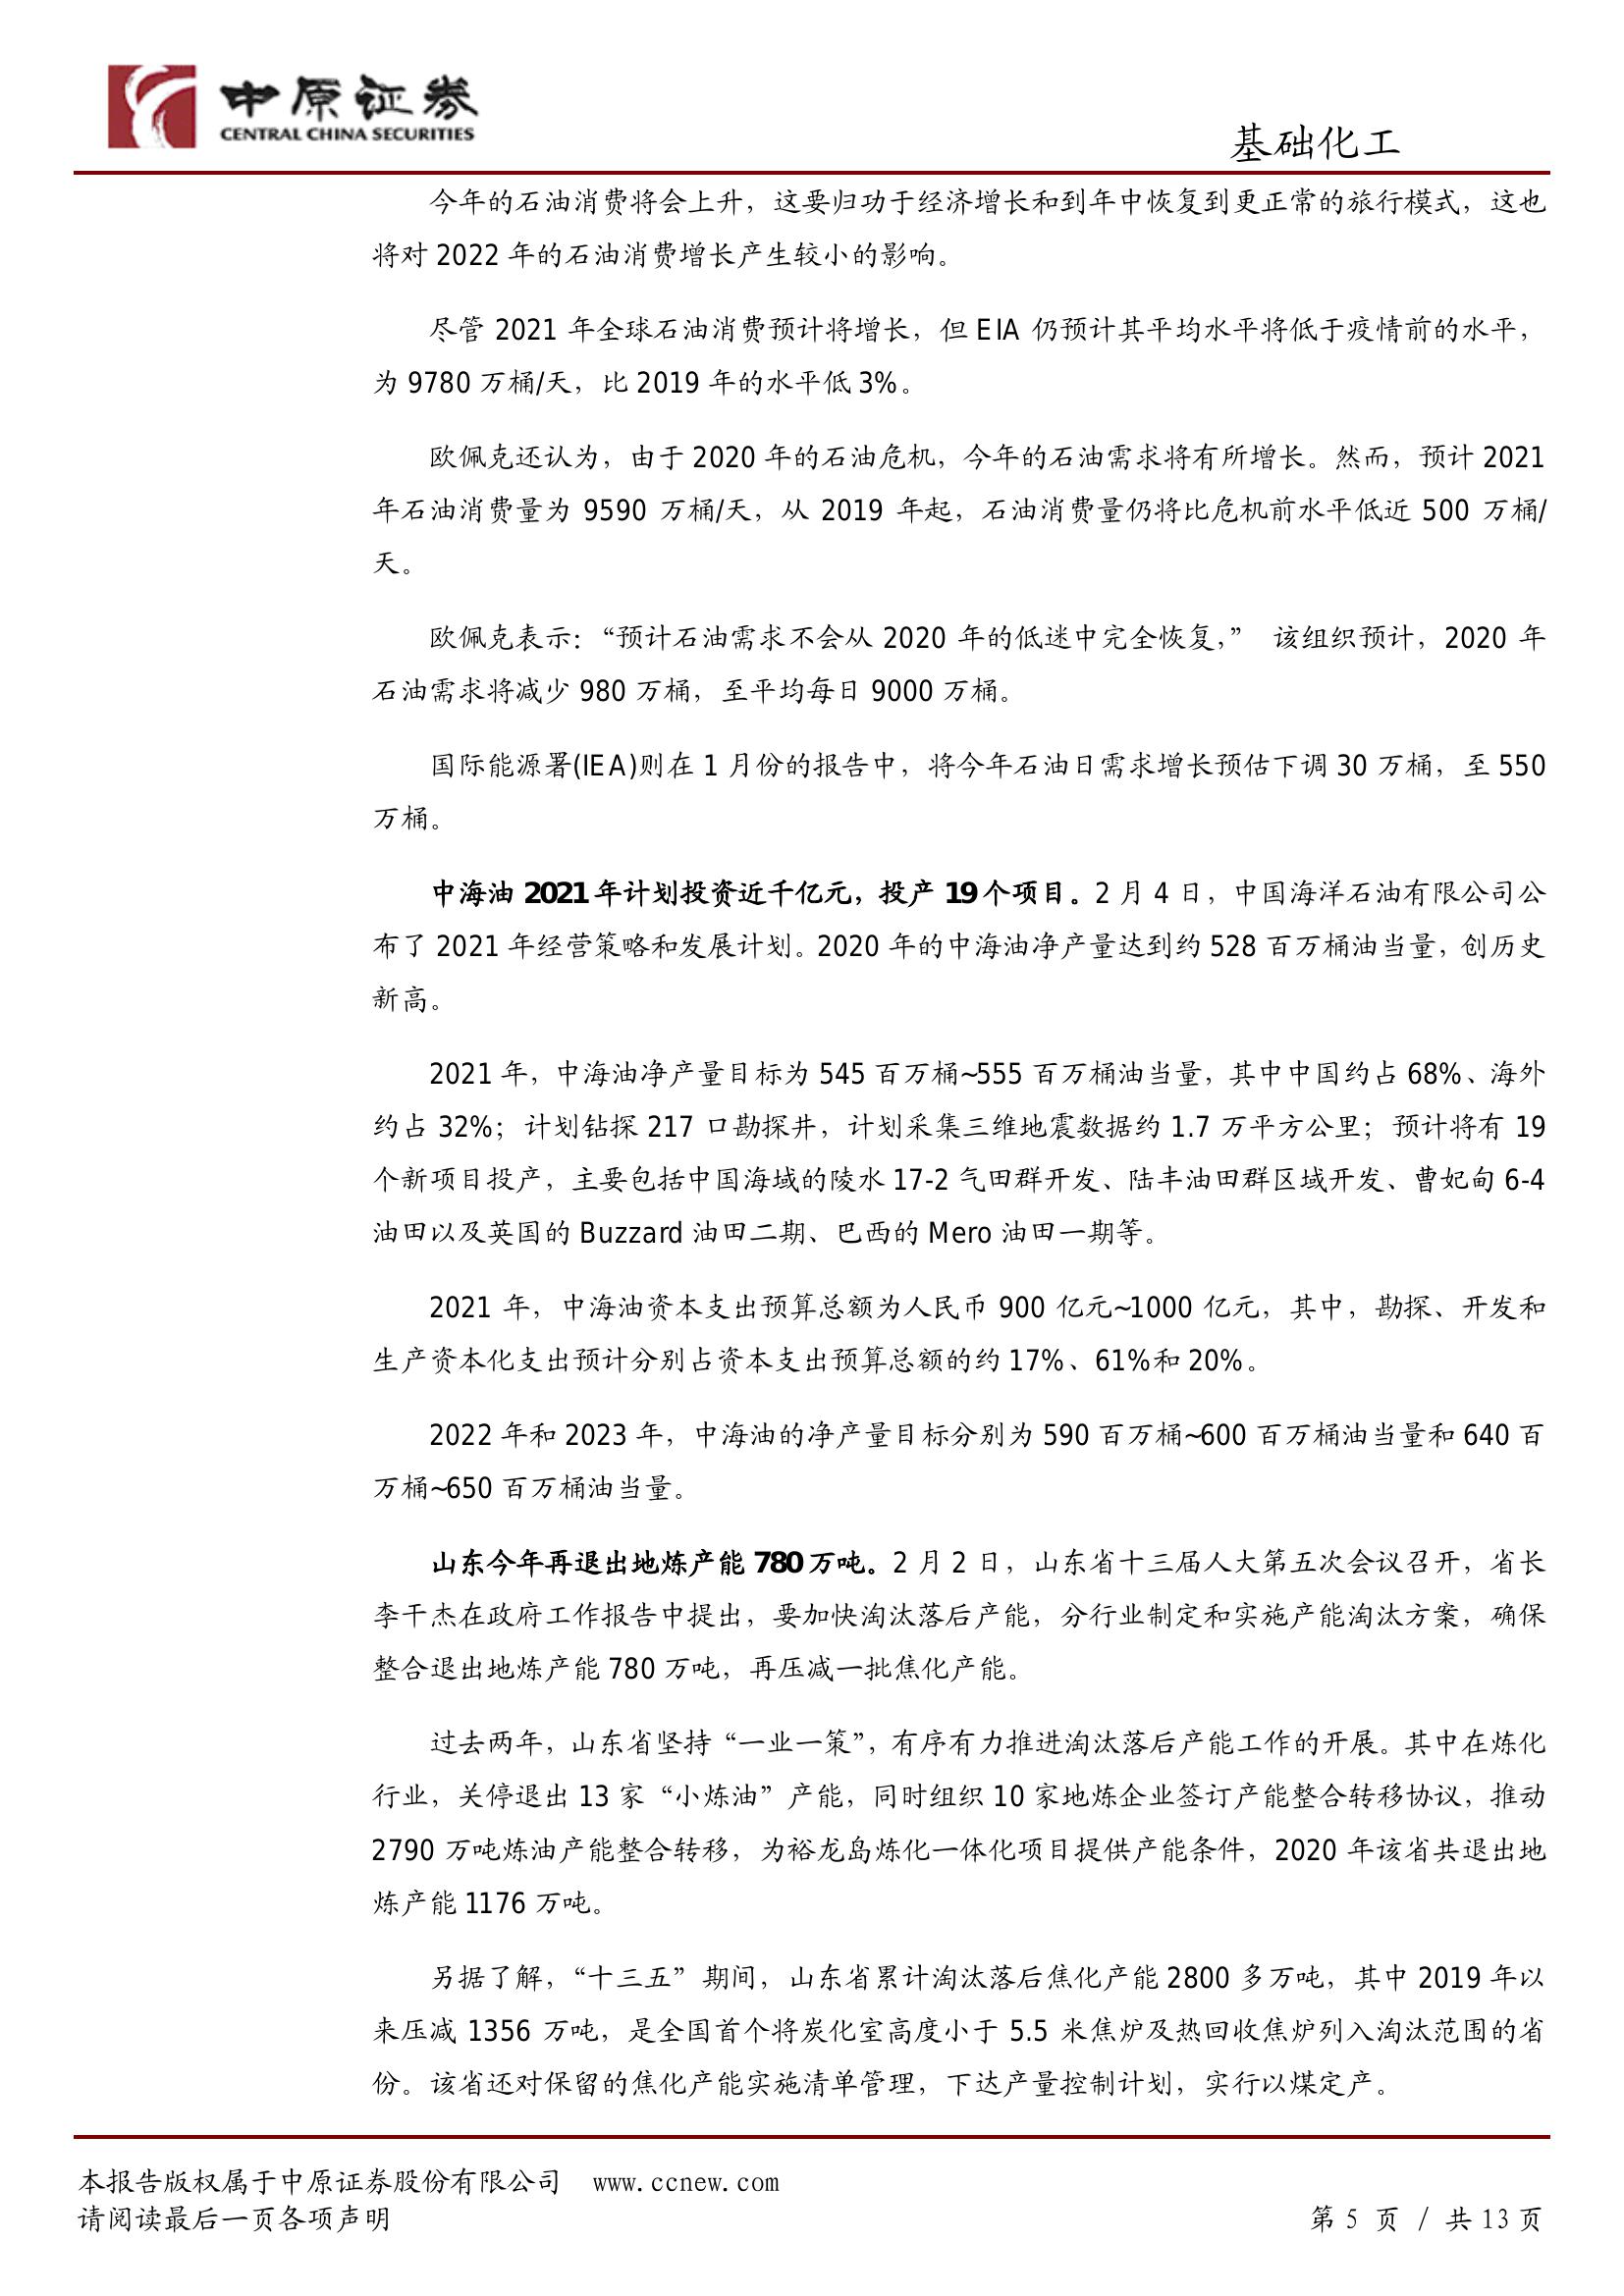 中原证券
CENTRAL CHINA SECURITIES
基础化工
今年的石油消费将会上升，这要归功于经济增长和到年中恢复到更正常的旅行模式，这也
将对 2022 年的石油消费增长产生较小的影响。
尽管 2021 年全球石油消费预计将增长，但 EIA 仍预计其平均水平将低于疫情前的水平，
为 9780 万桶/天，比 2019 年的水平低 3%。
欧佩克还认为，由于 2020 年的石油危机，今年的石油需求将有所增长。然而，预计 2021
年石油消费量为 9590 万桶/天，从 2019 年起，石油消费量仍将比危机前水平低近 500 万桶/
天。
欧佩克表示：“预计石油需求不会从 2020 年的低迷中完全恢复，” 该组织预计，2020 年
石油需求将减少 980 万桶，至平均每日 9000 万桶。
国际能源署(IEA)则在 1 月份的报告中，将今年石油日需求增长预估下调 30 万桶，至 550
万桶。
中海油 2021 年计划投资近千亿元，投产 19 个项目。2 月 4 日，中国海洋石油有限公司公
布了 2021 年经营策略和发展计划。2020 年的中海油净产量达到约 528 百万桶油当量，创历史
新高。
2021 年，中海油净产量目标为 545 百万桶~555 百万桶油当量，其中中国约占 68%、海外
约占 32%；计划钻探 217 口勘探井，计划采集三维地震数据约 1.7 万平方公里；预计将有 19
个新项目投产，主要包括中国海域的陵水 17-2 气田群开发、陆丰油田群区域开发、曹妃甸 6-4
油田以及英国的 Buzzard 油田二期、巴西的 Mero 油田一期等。
2021 年，中海油资本支出预算总额为人民币 900 亿元~1000 亿元，其中，勘探、开发和
生产资本化支出预计分别占资本支出预算总额的约 17%、61%和 20%。
2022 年和 2023 年，中海油的净产量目标分别为 590 百万桶~600 百万桶油当量和 640 百
万桶~650 百万桶油当量。
山东今年再退出地炼产能 780 万吨。2 月 2 日，山东省十三届人大第五次会议召开，省长
李干杰在政府工作报告中提出，要加快淘汰落后产能，分行业制定和实施产能淘汰方案，确保
整合退出地炼产能 780 万吨，再压减一批焦化产能。
过去两年，山东省坚持“一业一策”，有序有力推进淘汰落后产能工作的开展。其中在炼化
行业，关停退出 13 家“小炼油”产能，同时组织 10 家地炼企业签订产能整合转移协议，推动
2790 万吨炼油产能整合转移，为裕龙岛炼化一体化项目提供产能条件，2020 年该省共退出地
炼产能 1176 万吨。
另据了解，“十三五”期间，山东省累计淘汰落后焦化产能 2800 多万吨，其中 2019 年以
来压减 1356 万吨，是全国首个将炭化室高度小于 5.5 米焦炉及热回收焦炉列入淘汰范围的省
份。该省还对保留的焦化产能实施清单管理，下达产量控制计划，实行以煤定产。
本报告版权属于中原证券股份有限公司 www.ccnew.com
请阅读最后一页各项声明
第 5 页 / 共 13 页